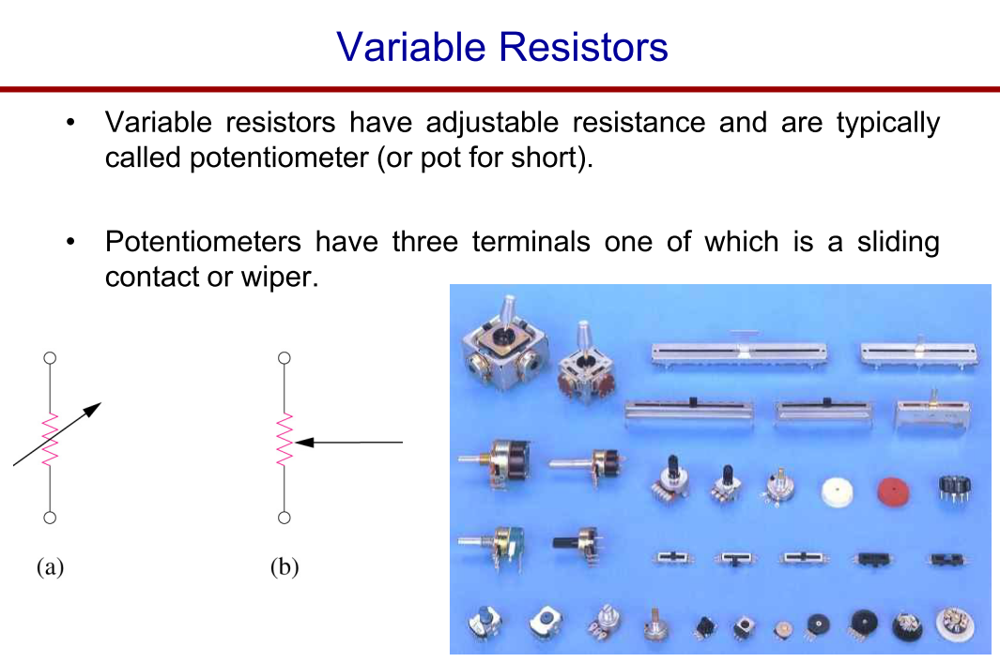 Variable Resistors
• Variable resistors have adjustable resistance and are typically
called potentiometer (or pot for short).
• Potentiometers have three terminals one of which is a sliding
contact or wiper.
(a)
(b)